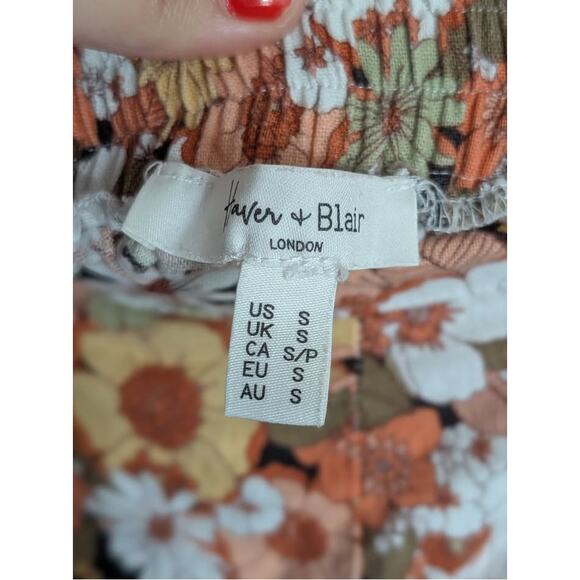 Haver & Blair
LONDON
US S
UK S
CA S/P
EU S
AU S